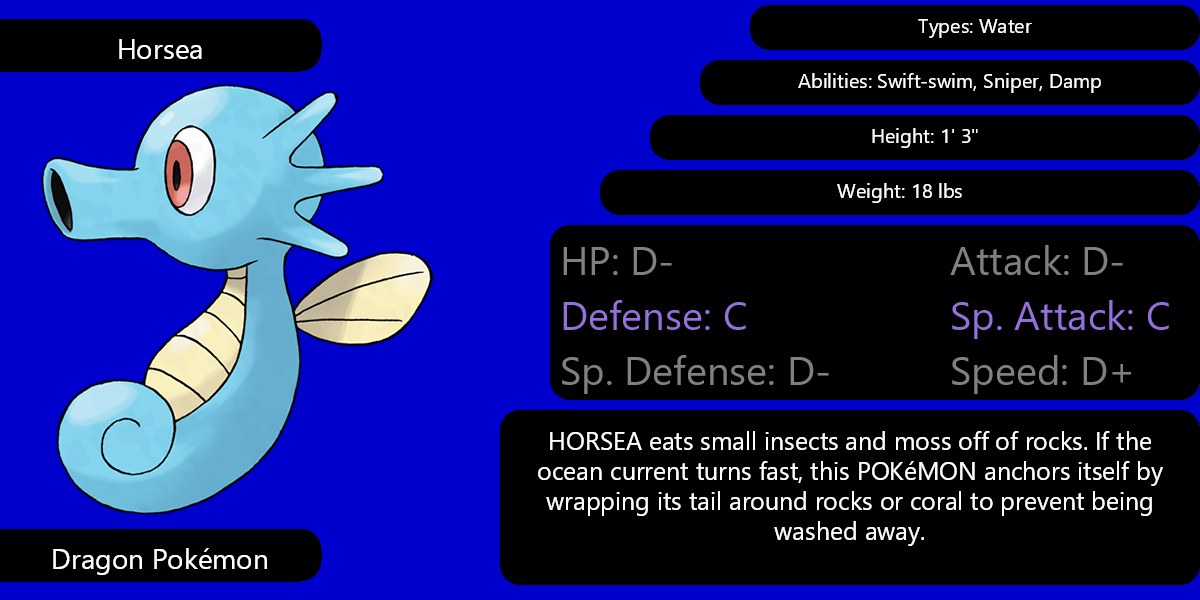 Horsea
Types: Water
Abilities: Swift-swim, Sniper, Damp
Height: 1' 3"
Weight: 18 lbs
HP: D-
Attack: D-
Defense: C
Sp. Attack: C
Sp. Defense: D-
Speed: D+
HORSEA eats small insects and moss off of rocks. If the
ocean current turns fast, this POKéMON anchors itself by
wrapping its tail around rocks or coral to prevent being
washed away.
Dragon Pokémon